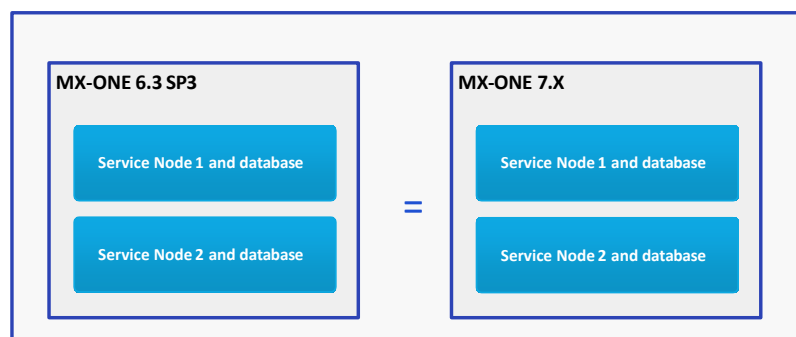 MX-ONE 6.3 SP3
Service Node 1 and database
Service Node 2 and database
=
MX-ONE 7.X
Service Node 1 and database
Service Node 2 and database